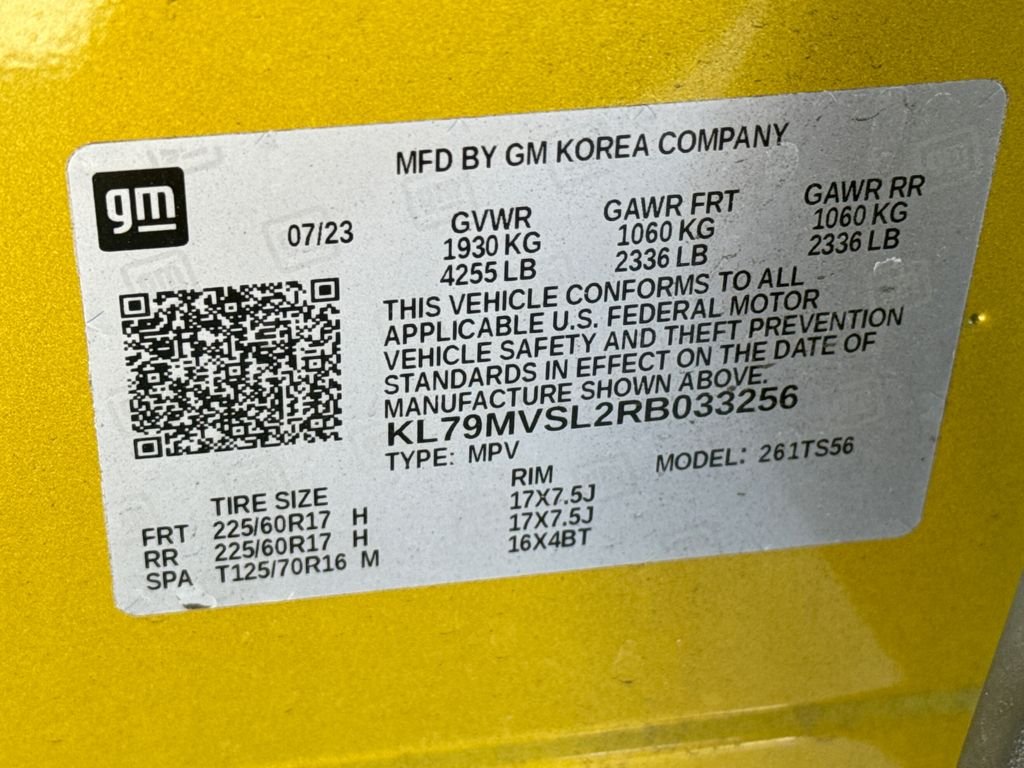 gm
MFD BY GM KOREA COMPANY
07/23
GVWR GAWR FRT GAWR RR
1930 KG 1060 KG 1060 KG
4255 LB 2336 LB 2336 LB
THIS VEHICLE CONFORMS TO ALL
APPLICABLE U.S. FEDERAL MOTOR
VEHICLE SAFETY AND THEFT PREVENTION
STANDARDS IN EFFECT ON THE DATE OF
MANUFACTURE SHOWN ABOVE.
KL79MVSL2RB033256
TYPE: MPV MODEL: 261TS56
TIRE SIZE RIM
FRT 225/60R17 H 17X7.5J
RR 225/60R17 H 17X7.5J
SPA T125/70R16 M 16X4BT